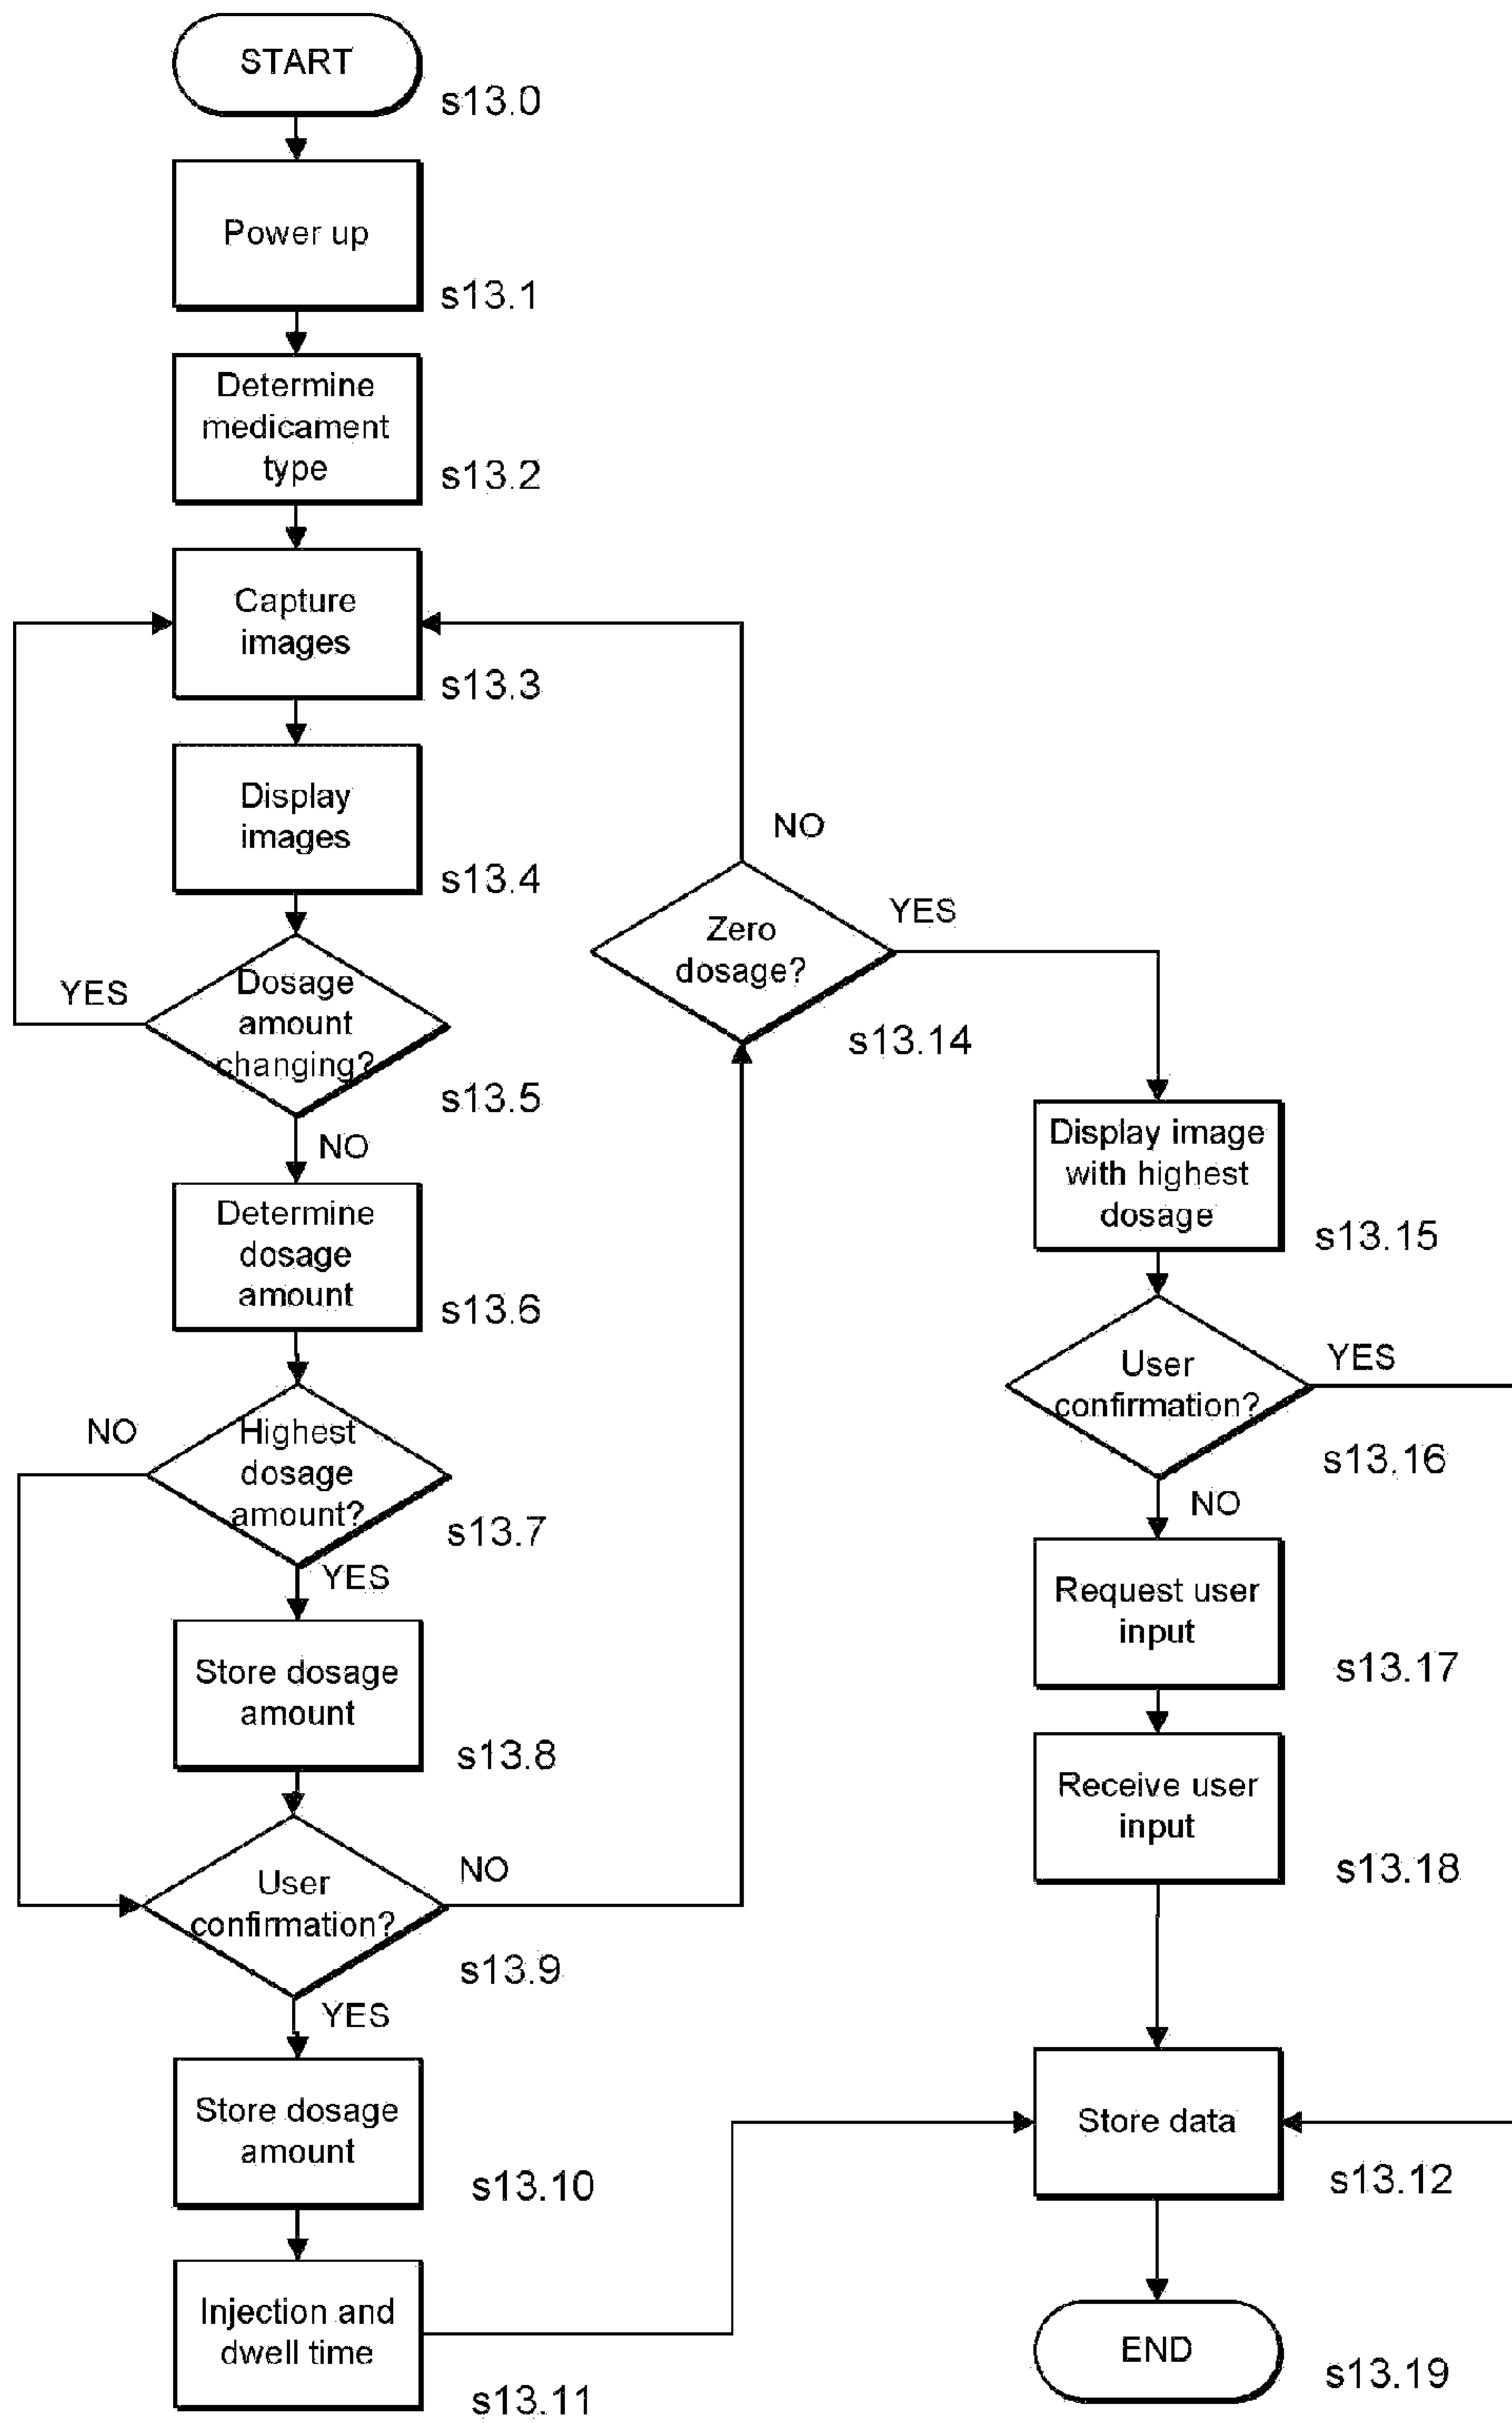 START
s13.0
Power up
s13.1
Determine
medicament
type
s13.2
Capture
images
s13.3
Display
images
s13.4
YES
Dosage
amount
changing?
s13.5
NO
Determine
dosage
amount
s13.6
NO
Highest
dosage
amount?
s13.7
YES
Store dosage
amount
s13.8
User
confirmation?
NO
s13.9
YES
Store dosage
amount
s13.10
Injection and
dwell time
s13.11
NO
Zero
dosage?
YES
s13.14
Display image
with highest
dosage
s13.15
User
confirmation?
YES
s13.16
NO
Request user
input
s13.17
Receive user
input
s13.18
Store data
s13.12
END
s13.19